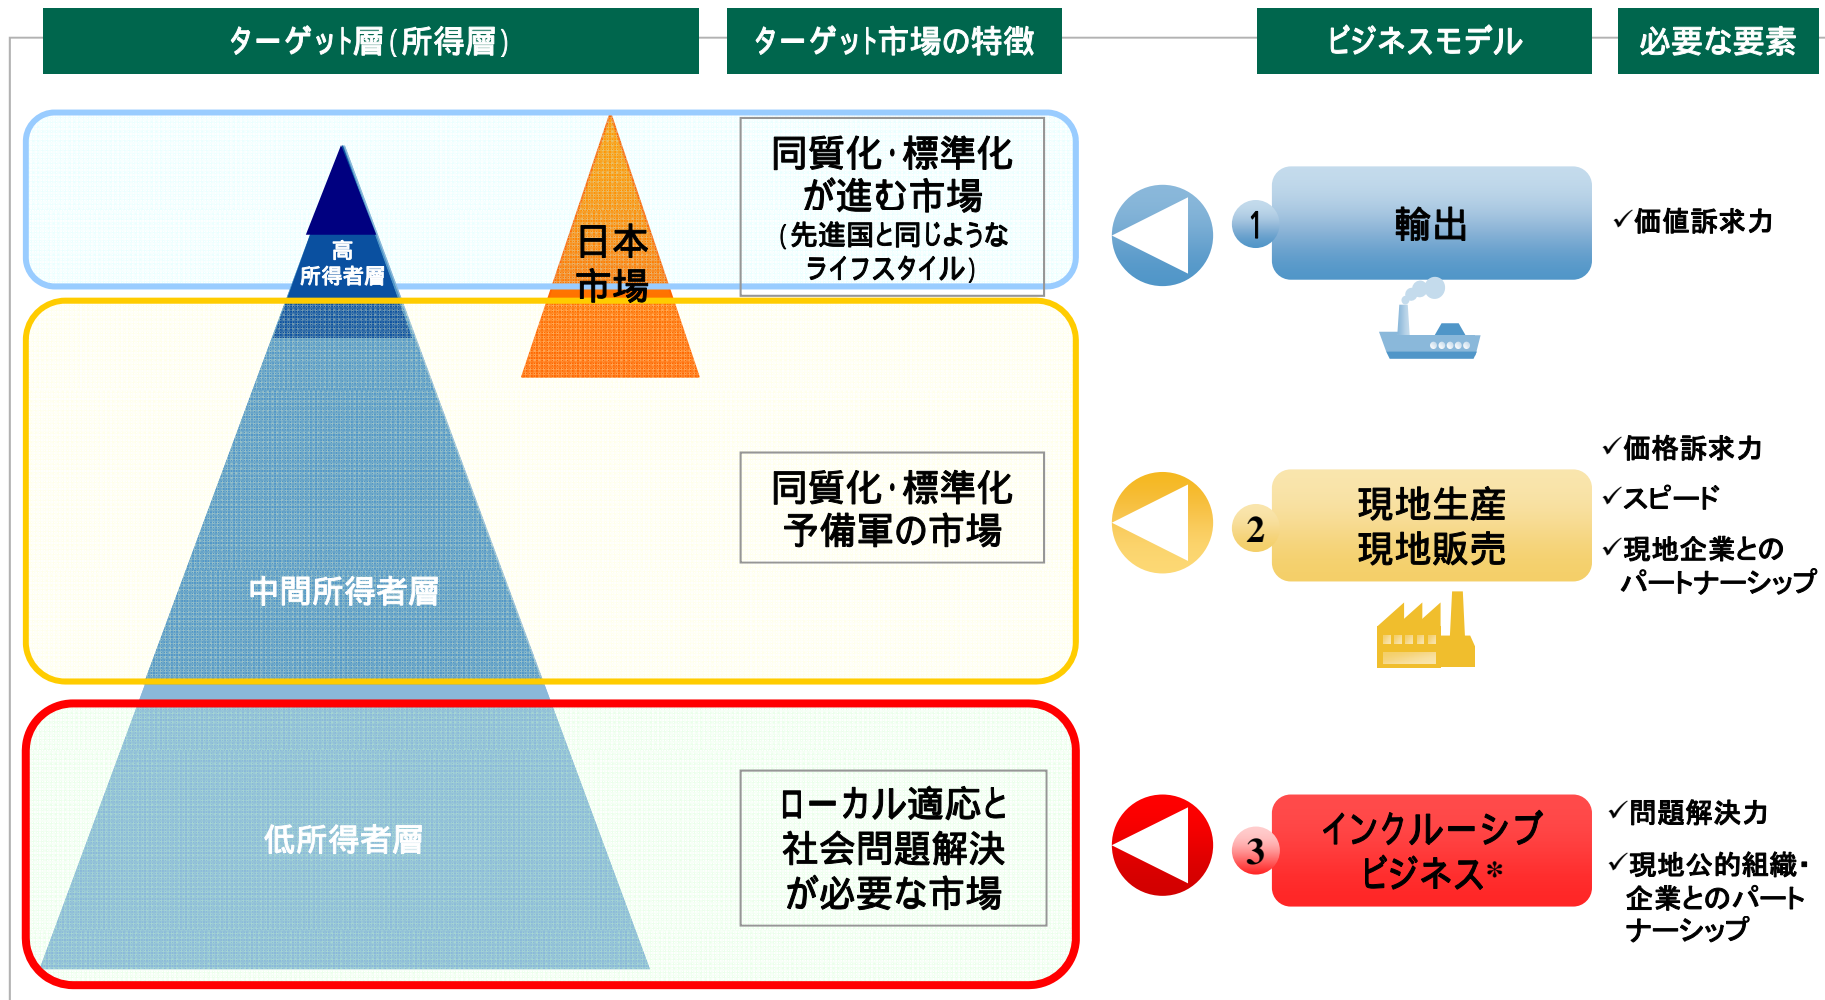 ターゲット層(所得層)
ターゲット市場の特徴
ビジネスモデル
必要な要素
高
所得者層
日本
市場
同質化・標準化
が進む市場
(先進国と同じような
ライフスタイル)
1
輸出
✓価値訴求力
中間所得者層
同質化・標準化
予備軍の市場
2
現地生産
現地販売
✓価格訴求力
✓スピード
✓現地企業との
パートナーシップ
低所得者層
ローカル適応と
社会問題解決
が必要な市場
3
インクルーシブ
ビジネス*
✓問題解決力
✓現地公的組織・
企業とのパート
ナーシップ